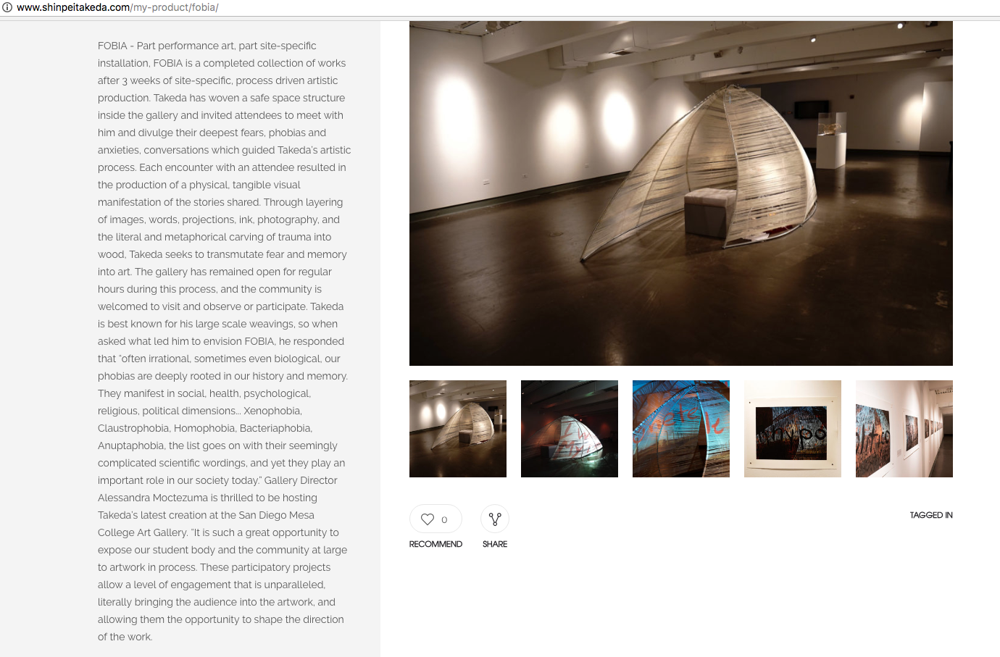 www.shinpeitakeda.com/my-product/fobia/
FOBIA - Part performance art, part site-specific
installation, FOBIA is a completed collection of works
after 3 weeks of site-specific, process driven artistic
production. Takeda has woven a safe space structure
inside the gallery and invited attendees to meet with
him and divulge their deepest fears, phobias and
anxieties, conversations which guided Takeda's artistic
process. Each encounter with an attendee resulted in
the production of a physical, tangible visual
manifestation of the stories shared. Through layering
of images, words, projections, ink, photography, and
the literal and metaphorical carving of trauma into
wood, Takeda seeks to transmutate fear and memory
into art. The gallery has remained open for regular
hours during this process, and the community is
welcomed to visit and observe or participate. Takeda
is best known for his large scale weavings, so when
asked what led him to envision FOBIA, he responded
that "often irrational, sometimes even biological, our
phobias are deeply rooted in our history and memory.
They manifest in social, health, psychological,
religious, political dimensions... Xenophobia,
Claustrophobia, Homophobia, Bacteriaphobia,
Anuptaphobia, the list goes on with their seemingly
complicated scientific wordings, and yet they play an
important role in our society today." Gallery Director
Alessandra Moctezuma is thrilled to be hosting
Takeda's latest creation at the San Diego Mesa
College Art Gallery. "It is such a great opportunity to
expose our student body and the community at large
to artwork in process. These participatory projects
allow a level of engagement that is unparalleled,
literally bringing the audience into the artwork, and
allowing them the opportunity to shape the direction
of the work.
hypo
0
RECOMMEND
SHARE
TAGGED IN